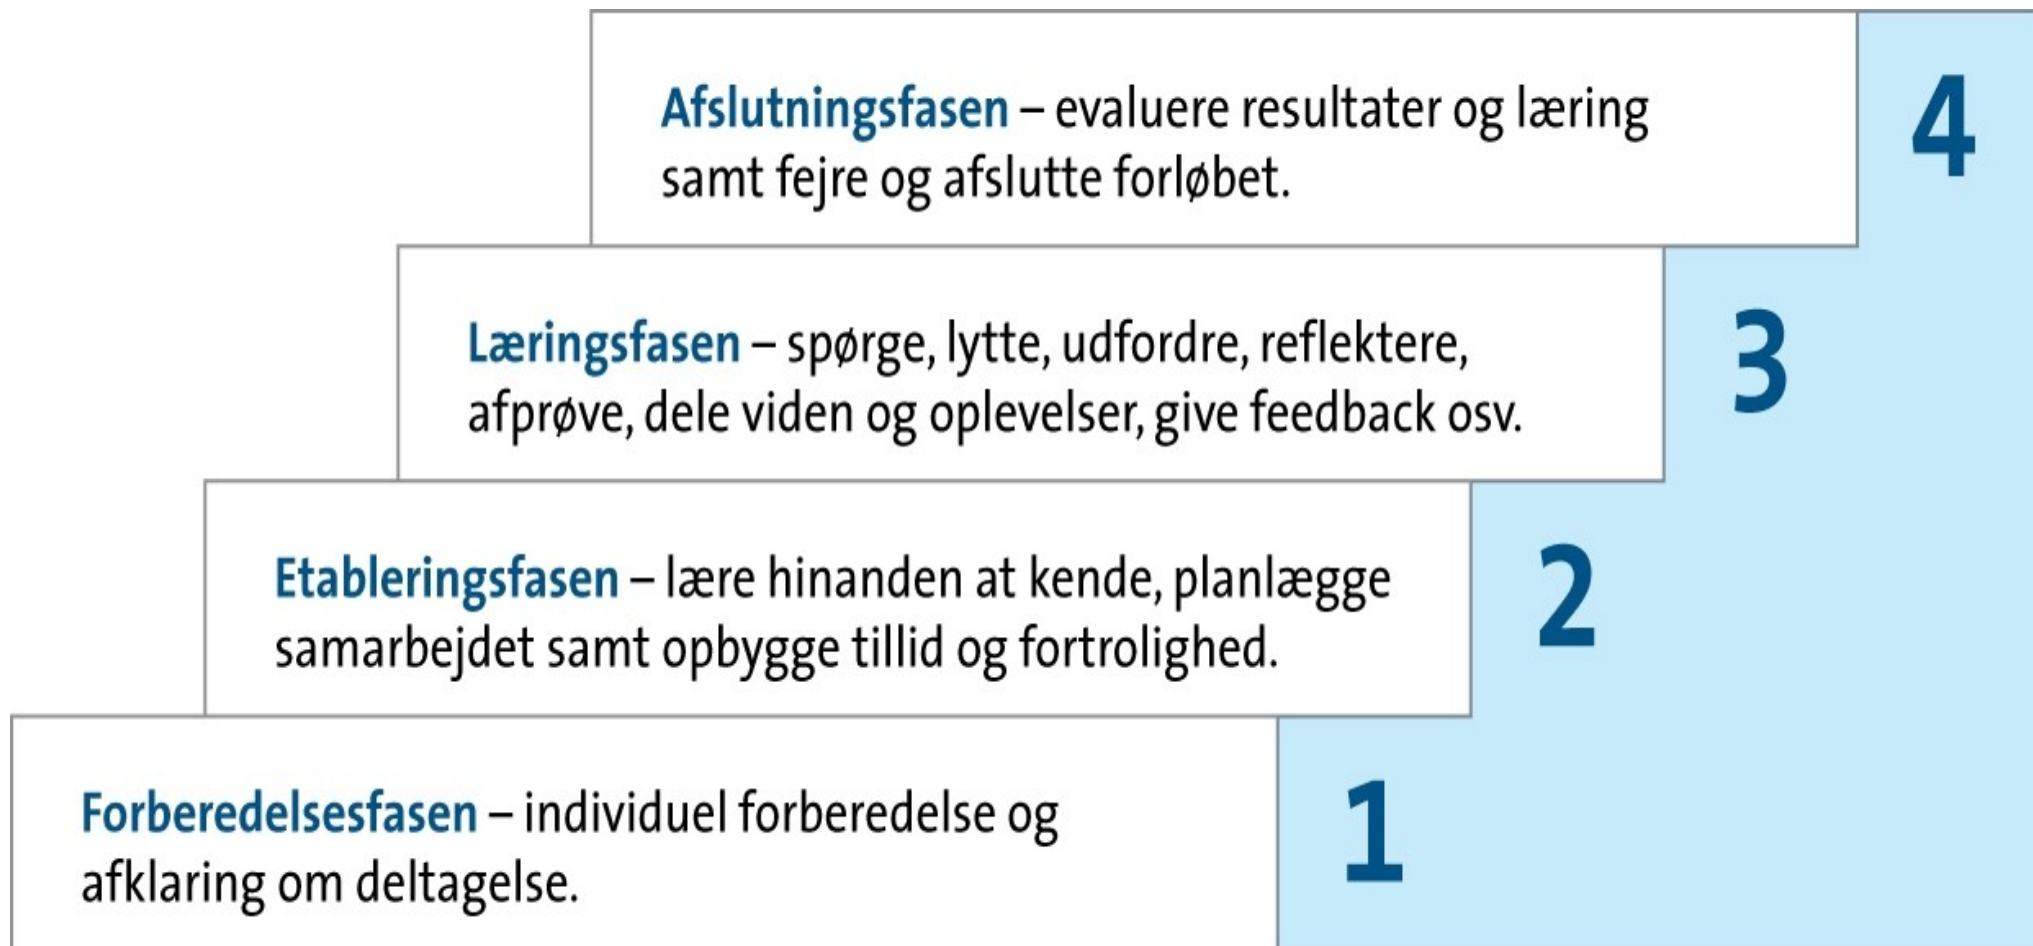 Afslutningsfasen – evaluere resultater og læring
samt fejre og afslutte forløbet.
4
Læringsfasen – spørge, lytte, udfordre, reflektere,
afprøve, dele viden og oplevelser, give feedback osv.
3
Etableringsfasen – lære hinanden at kende, planlægge
samarbejdet samt opbygge tillid og fortrolighed.
2
Forberedelsesfasen – individuel forberedelse og
afklaring om deltagelse.
1